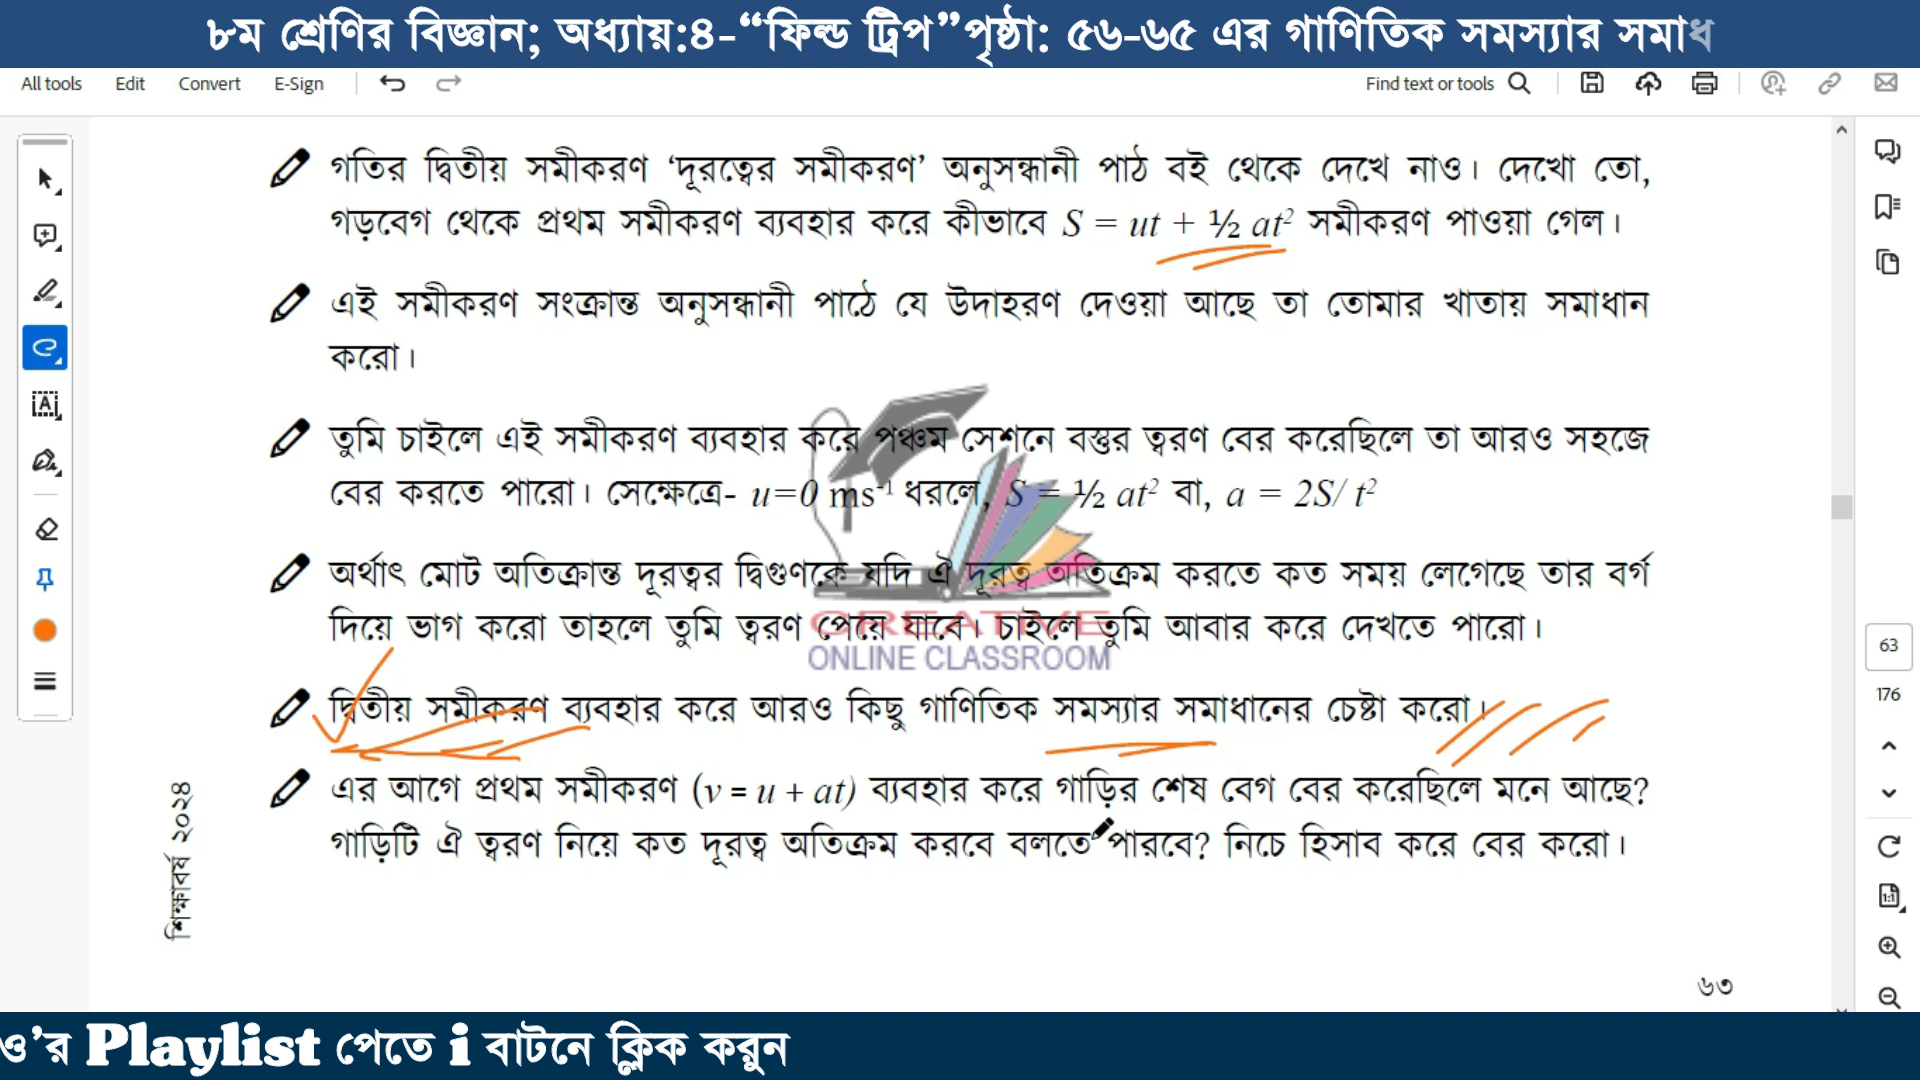 ৮ম শ্রেণির বিজ্ঞান; অধ্যায়:৪-“ফিল্ড ট্রিপ”পৃষ্ঠা: ৫৬-৬৫ এর গাণিতিক সমস্যার সমাধ
All tools Edit Convert E-Sign Find text or tools
গতির দ্বিতীয় সমীকরণ ‘দূরত্বের সমীকরণ’ অনুসন্ধানী পাঠ বই থেকে দেখে নাও। দেখো তো,
গড়বেগ থেকে প্রথম সমীকরণ ব্যবহার করে কীভাবে S = ut + ½ at² সমীকরণ পাওয়া গেল।
এই সমীকরণ সংক্রান্ত অনুসন্ধানী পাঠে যে উদাহরণ দেওয়া আছে তা তোমার খাতায় সমাধান
করো।
তুমি চাইলে এই সমীকরণ ব্যবহার করে পঞ্চম সেশনে বস্তুর ত্বরণ বের করেছিলে তা আরও সহজে
বের করতে পারো। সেক্ষেত্রে- u=0 ms⁻¹ ধরলে, S = ½ at² বা, a = 2S/ t²
অর্থাৎ মোট অতিক্রান্ত দূরত্বর দ্বিগুণকে যদি ঐ দূরত্ব অতিক্রম করতে কত সময় লেগেছে তার বর্গ
দিয়ে ভাগ করো তাহলে তুমি ত্বরণ পেয়ে যাবে। চাইলে তুমি আবার করে দেখতে পারো।
CREATIVE
ONLINE CLASSROOM
দ্বিতীয় সমীকরণ ব্যবহার করে আরও কিছু গাণিতিক সমস্যার সমাধানের চেষ্টা করো।
এর আগে প্রথম সমীকরণ (v = u + at) ব্যবহার করে গাড়ির শেষ বেগ বের করেছিলে মনে আছে?
গাড়িটি ঐ ত্বরণ নিয়ে কত দূরত্ব অতিক্রম করবে বলতে পারবে? নিচে হিসাব করে বের করো।
শিক্ষাবর্ষ ২০২৪
৬৩
63
176
ও’র Playlist পেতে i বাটনে ক্লিক করুন